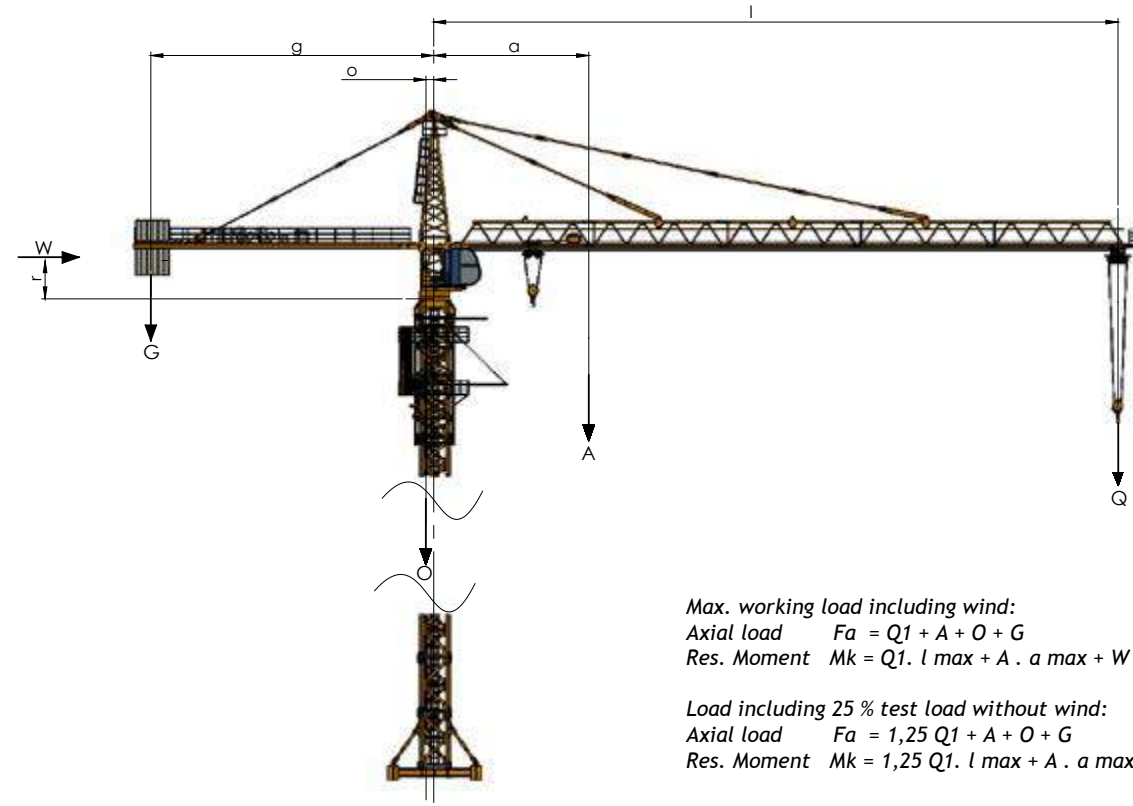 l
g
a
o
W
r
G
A
Q
O
Max. working load including wind:
Axial load Fa = Q1 + A + O + G
Res. Moment Mk = Q1. l max + A . a max + W
Load including 25 % test load without wind:
Axial load Fa = 1,25 Q1 + A + O + G
Res. Moment Mk = 1,25 Q1. l max + A . a max